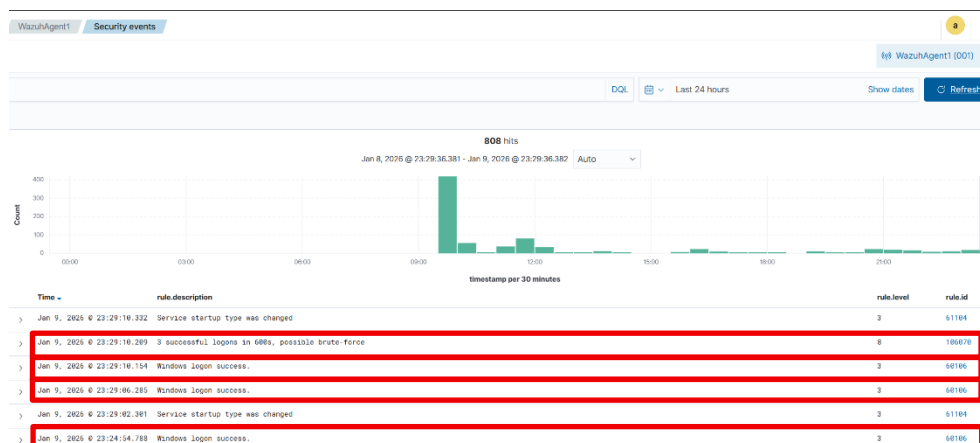 WazuhAgent1 Security events a
WazuhAgent1 (001)
DQL Last 24 hours Show dates Refresh
808 hits
Jan 8, 2026 @ 23:29:36.381 - Jan 9, 2026 @ 23:29:36.382 Auto
Count
400
300
200
100
0
00:00 03:00 06:00 09:00 12:00 15:00 18:00 21:00
timestamp per 30 minutes
Time rule.description rule.level rule.id
Jan 9, 2026 @ 23:29:10.332 Service startup type was changed 3 61104
Jan 9, 2026 @ 23:29:10.209 3 successful logons in 600s, possible brute-force 8 106070
Jan 9, 2026 @ 23:29:10.154 Windows logon success. 3 60106
Jan 9, 2026 @ 23:29:06.285 Windows logon success. 3 60106
Jan 9, 2026 @ 23:29:02.301 Service startup type was changed 3 61104
Jan 9, 2026 @ 23:24:54.788 Windows logon success. 3 60106